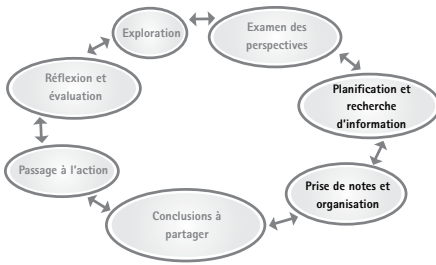 Exploration
Examen des
perspectives
Planification et
recherche
d'information
Prise de notes et
organisation
Conclusions à
partager
Passage à l'action
Réflexion et
évaluation